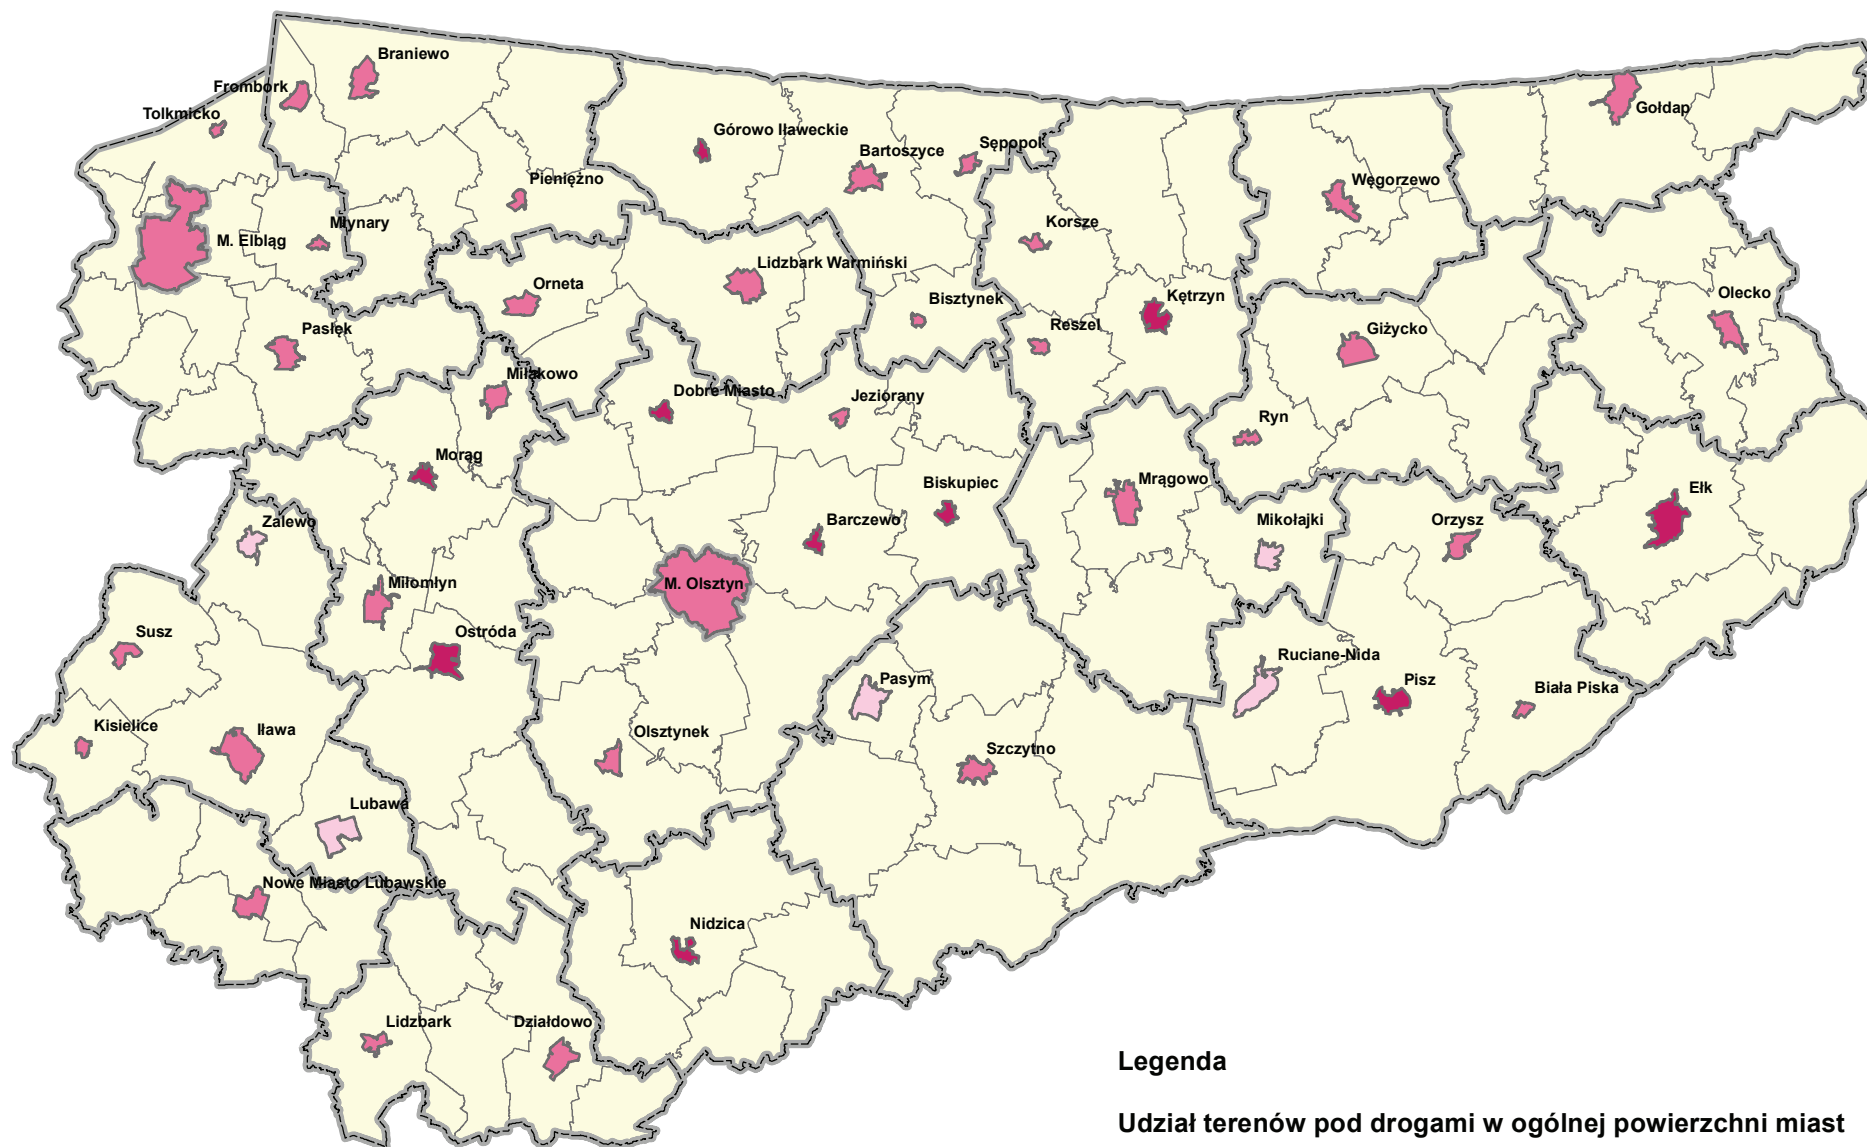 Braniewo
Frombork
Tolkmicko
Gołdap
Górowo Iławeckie
Sępopol
Bartoszyce
Pieniężno
Węgorzewo
Młynary
Korsze
M. Elbląg
Lidzbark Warmiński
Orneta
Bisztynek
Kętrzyn
Olecko
Pasłęk
Reszel
Giżycko
Miłakowo
Dobre Miasto
Jeziorany
Ryn
Morąg
Mrągowo
Biskupiec
Ełk
Zalewo
Barczewo
Mikołajki
Orzysz
Miłomłyn
M. Olsztyn
Susz
Ostróda
Ruciane-Nida
Pasym
Pisz
Biała Piska
Kisielice
Iława
Olsztynek
Szczytno
Lubawa
Nowe Miasto Lubawskie
Nidzica
Lidzbark
Działdowo
Legenda
Udział terenów pod drogami w ogólnej powierzchni miast